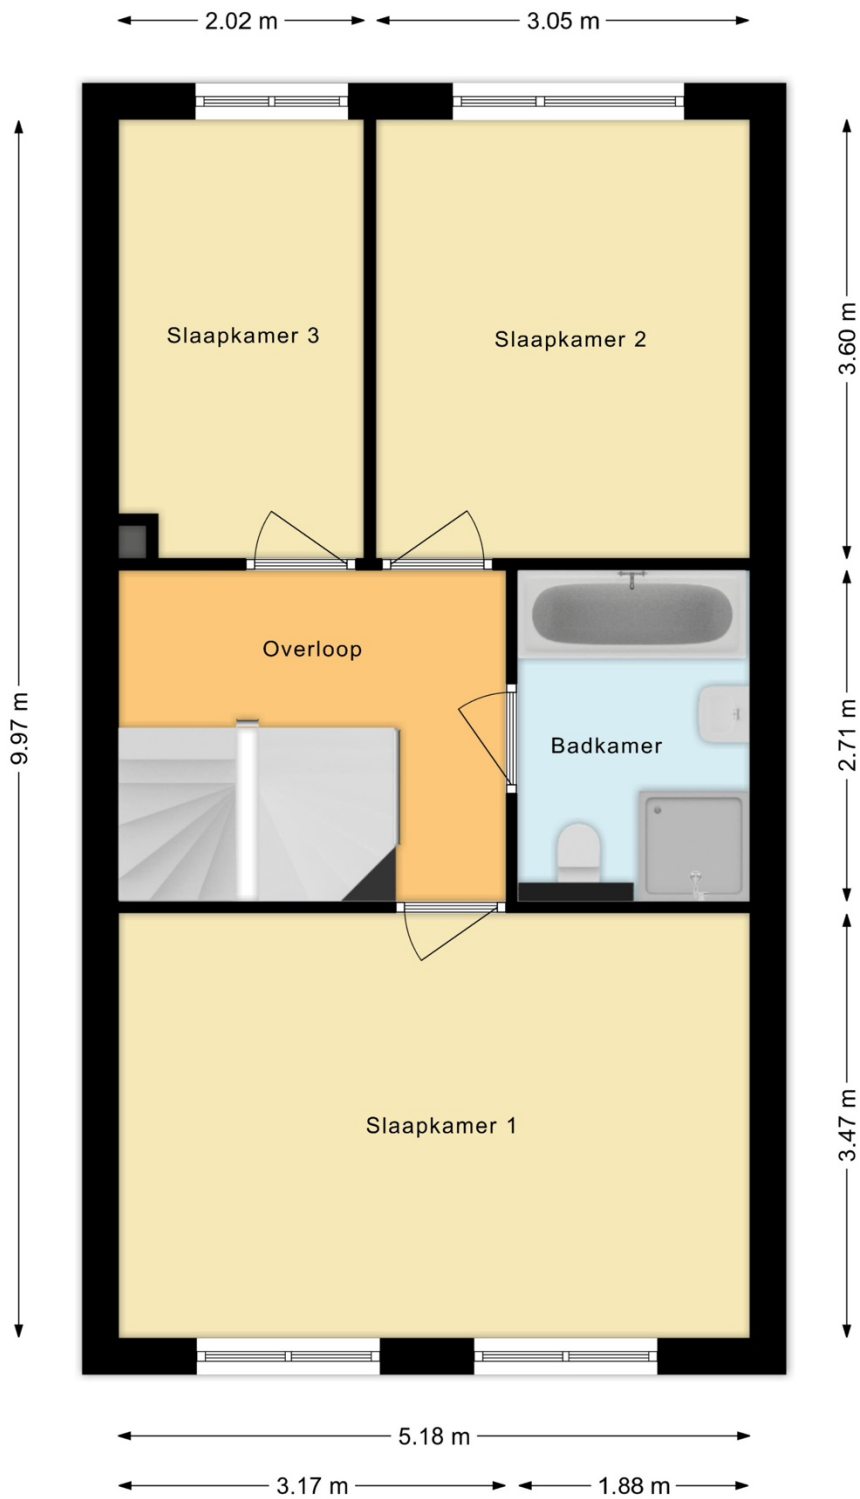 2.02 m
3.05 m
Slaapkamer 3
Slaapkamer 2
3.60 m
Overloop
9.97 m
Badkamer
2.71 m
Slaapkamer 1
3.47 m
5.18 m
3.17 m
1.88 m